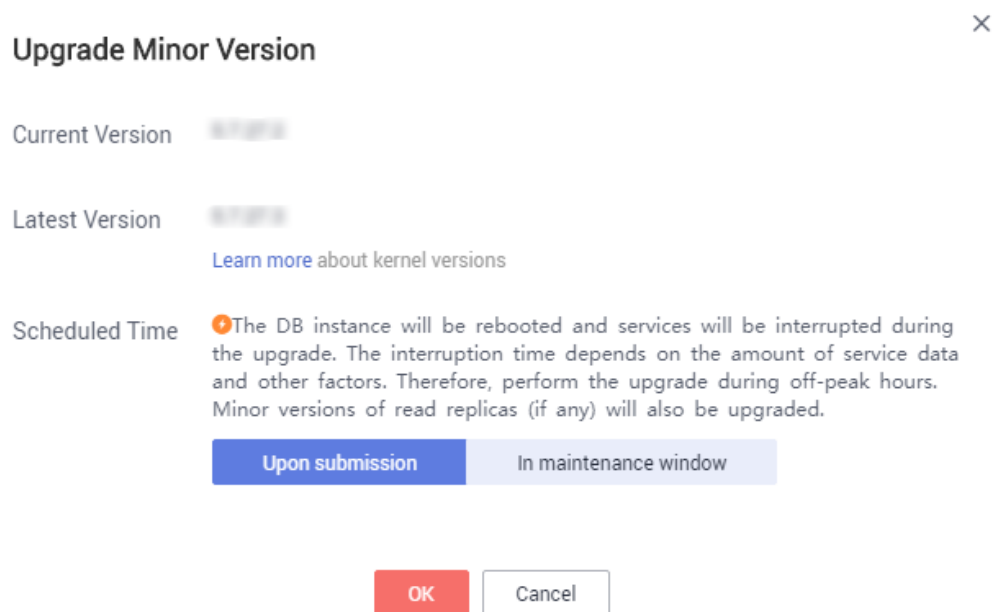 Upgrade Minor Version
Current Version
Latest Version
Learn more about kernel versions
Scheduled Time
The DB instance will be rebooted and services will be interrupted during
the upgrade. The interruption time depends on the amount of service data
and other factors. Therefore, perform the upgrade during off-peak hours.
Minor versions of read replicas (if any) will also be upgraded.
Upon submission In maintenance window
OK Cancel